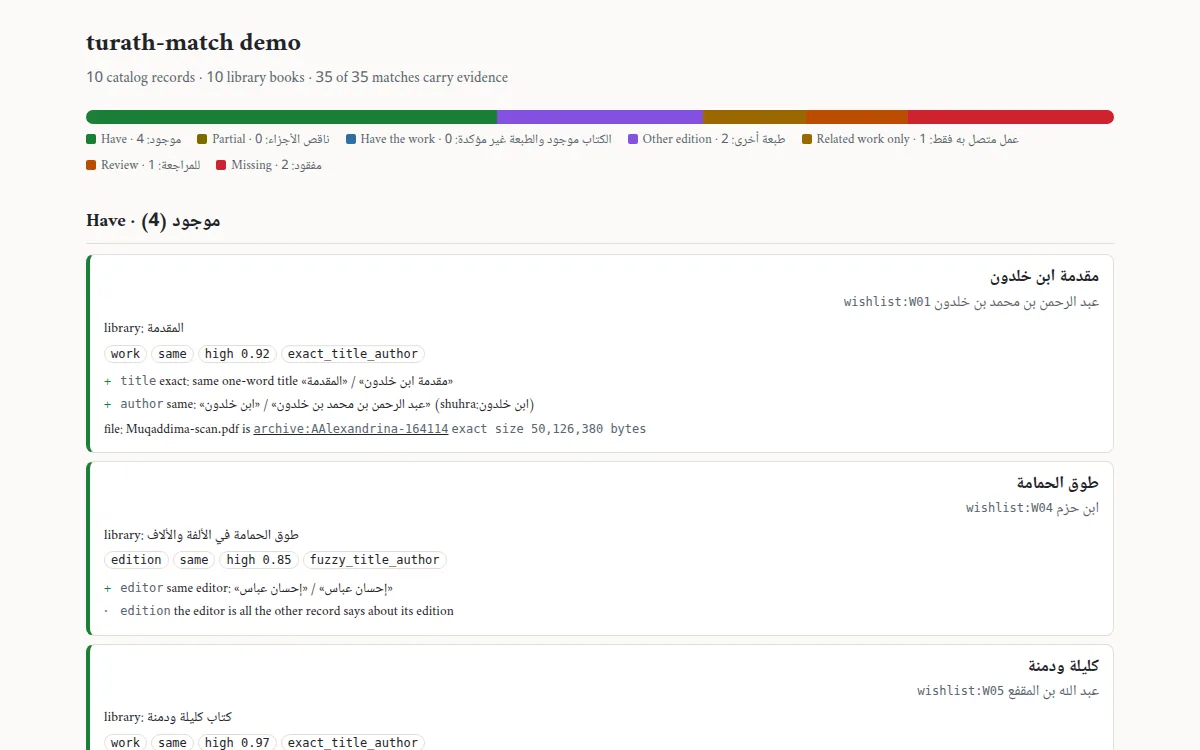 turath-match demo
10 catalog records · 10 library books · 35 of 35 matches carry evidence
Have · موجود: 4 Partial · ناقص الأجزاء: 0 Have the work · الكتاب موجود والطبعة غير مؤكدة: 0 Other edition · طبعة أخرى: 2 Related work only · عمل متصل به فقط: 1
Review · للمراجعة: 1 Missing · مفقود: 2
Have · موجود (4)
مقدمة ابن خلدون
عبد الرحمن بن محمد بن خلدون wishlist:W01
library: المقدمة
work same high 0.92 exact_title_author
+ title exact: same one-word title «المقدمة» / «مقدمة ابن خلدون»
+ author same: «ابن خلدون» / «عبد الرحمن بن محمد بن خلدون» (shuhra:ابن خلدون)
file: Muqaddima-scan.pdf is archive:AAlexandrina-164114 exact size 50,126,380 bytes
طوق الحمامة
ابن حزم wishlist:W04
library: طوق الحمامة في الألفة والألاف
edition same high 0.85 fuzzy_title_author
+ editor same editor: «إحسان عباس» / «إحسان عباس»
· edition the editor is all the other record says about its edition
كليلة ودمنة
عبد الله بن المقفع wishlist:W05
library: كتاب كليلة ودمنة
work same high 0.97 exact_title_author